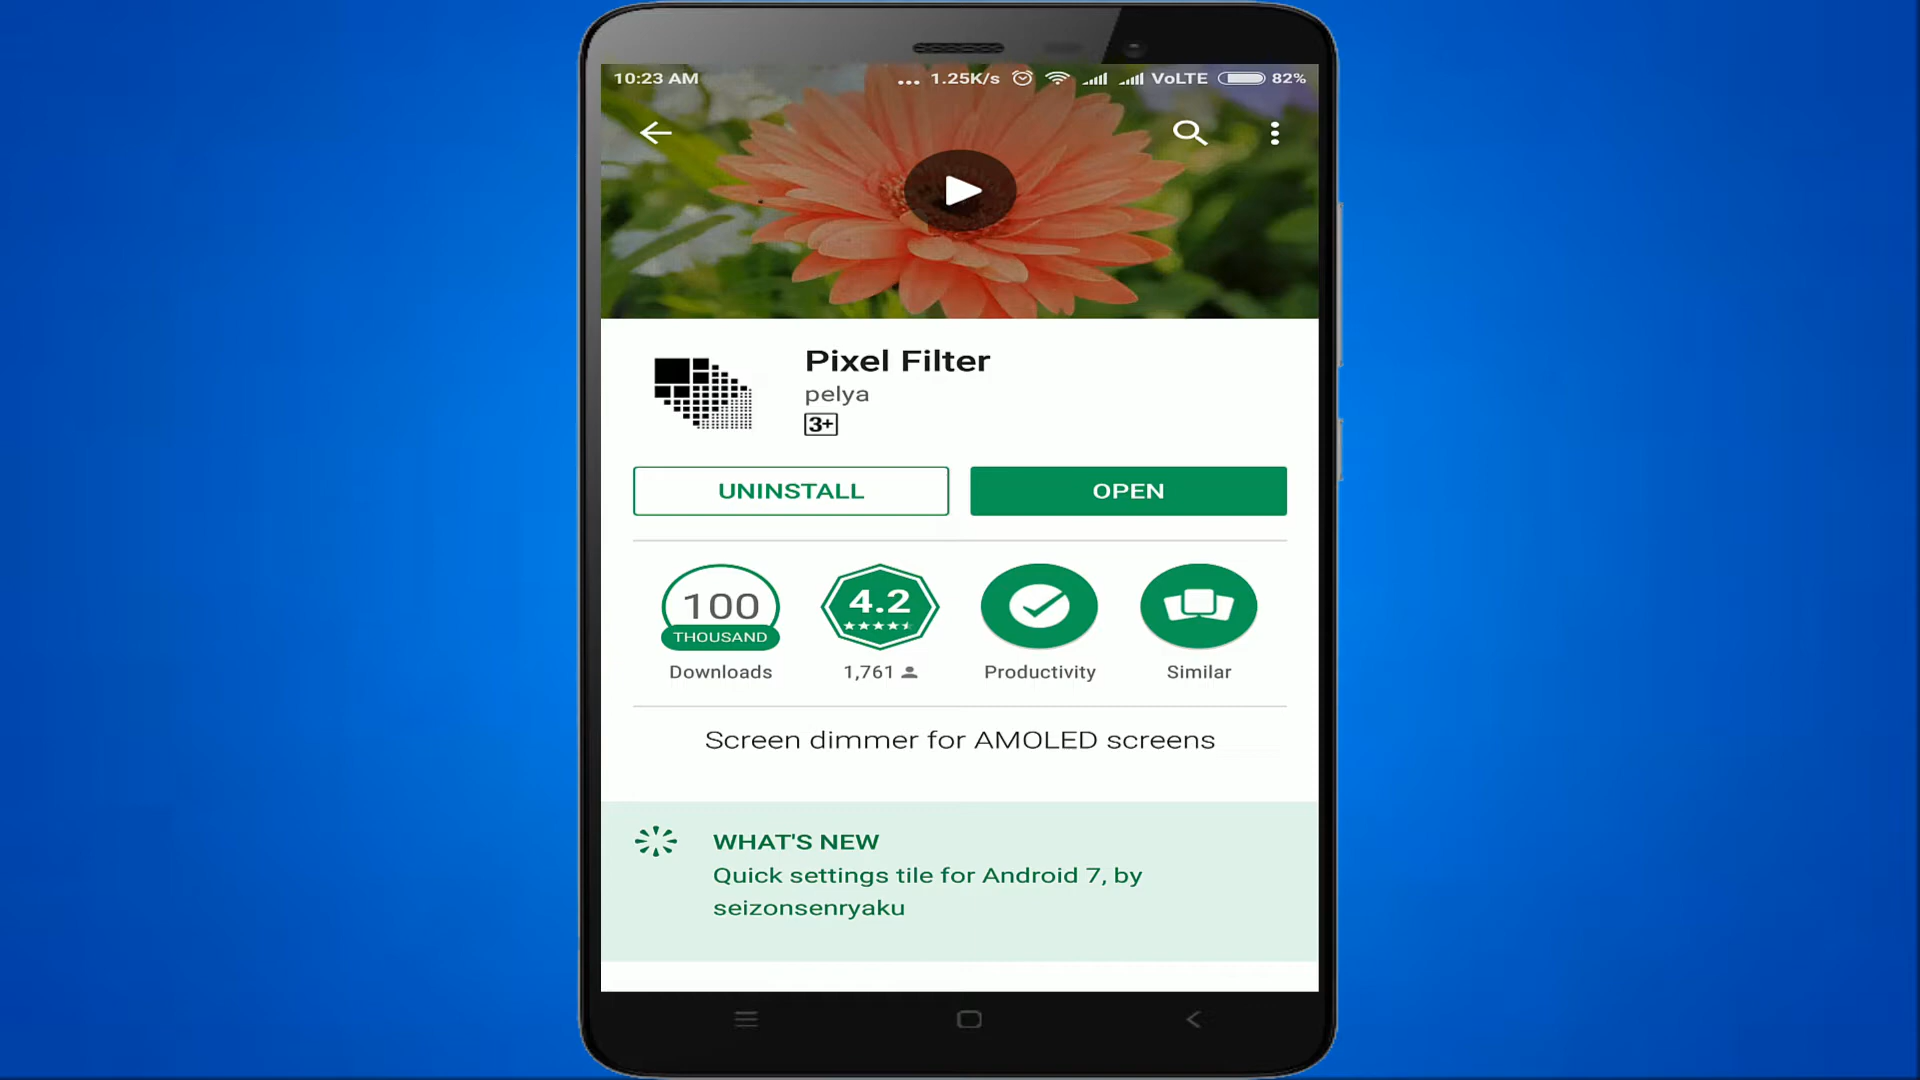 10:23 AM
... 1.25K/s VoLTE 82%
Pixel Filter
pelya
3+
UNINSTALL
OPEN
100
THOUSAND
Downloads
4.2
1,761
Productivity
Similar
Screen dimmer for AMOLED screens
WHAT'S NEW
Quick settings tile for Android 7, by
seizonsenryaku